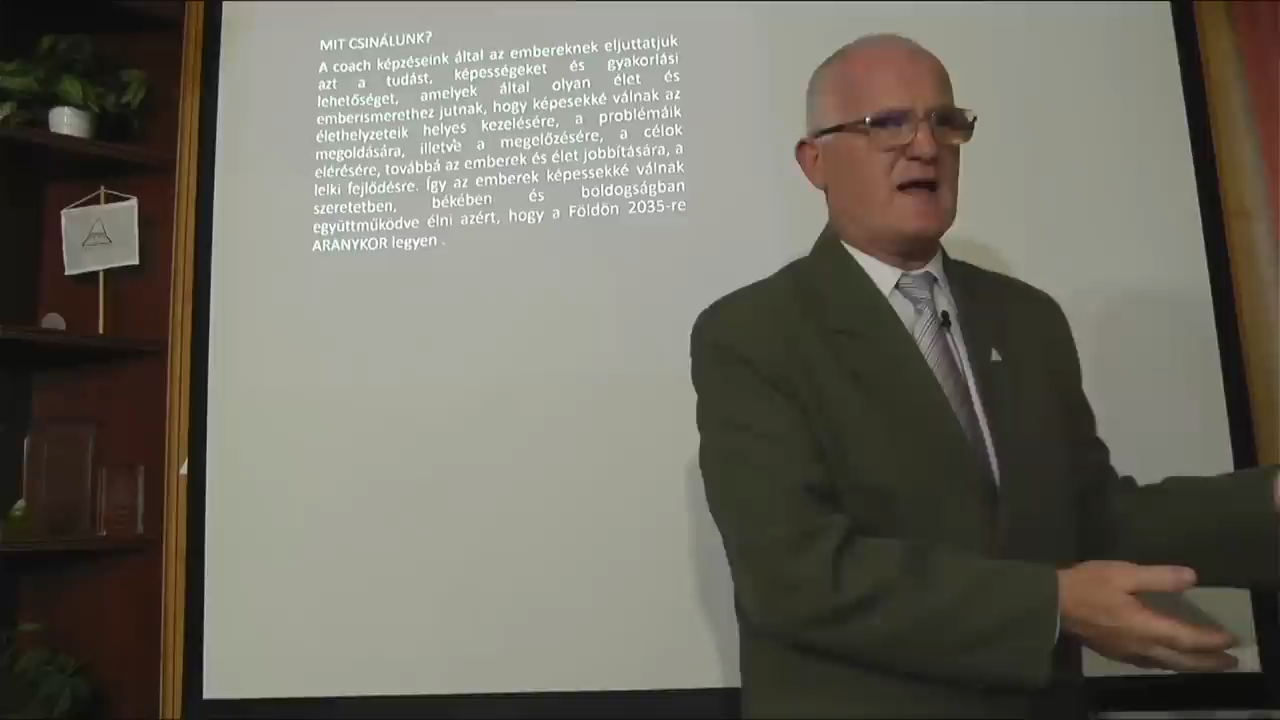 MIT CSINÁLUNK?
A coach képzéseink által az embereknek eljuttatjuk
azt a tudást, képességeket és gyakorlási
lehetőséget, amelyek által olyan élet és
emberismerethez jutnak, hogy képesekké válnak az
élethelyzeteik helyes kezelésére, a problémáik
megoldására, illetve a megelőzésére, a célok
elérésére, továbbá az emberek és élet jobbítására, a
lelki fejlődésre. Így az emberek képessekké válnak
szeretetben, békében és boldogságban
együttműködve élni azért, hogy a Földön 2035-re
ARANYKOR legyen .